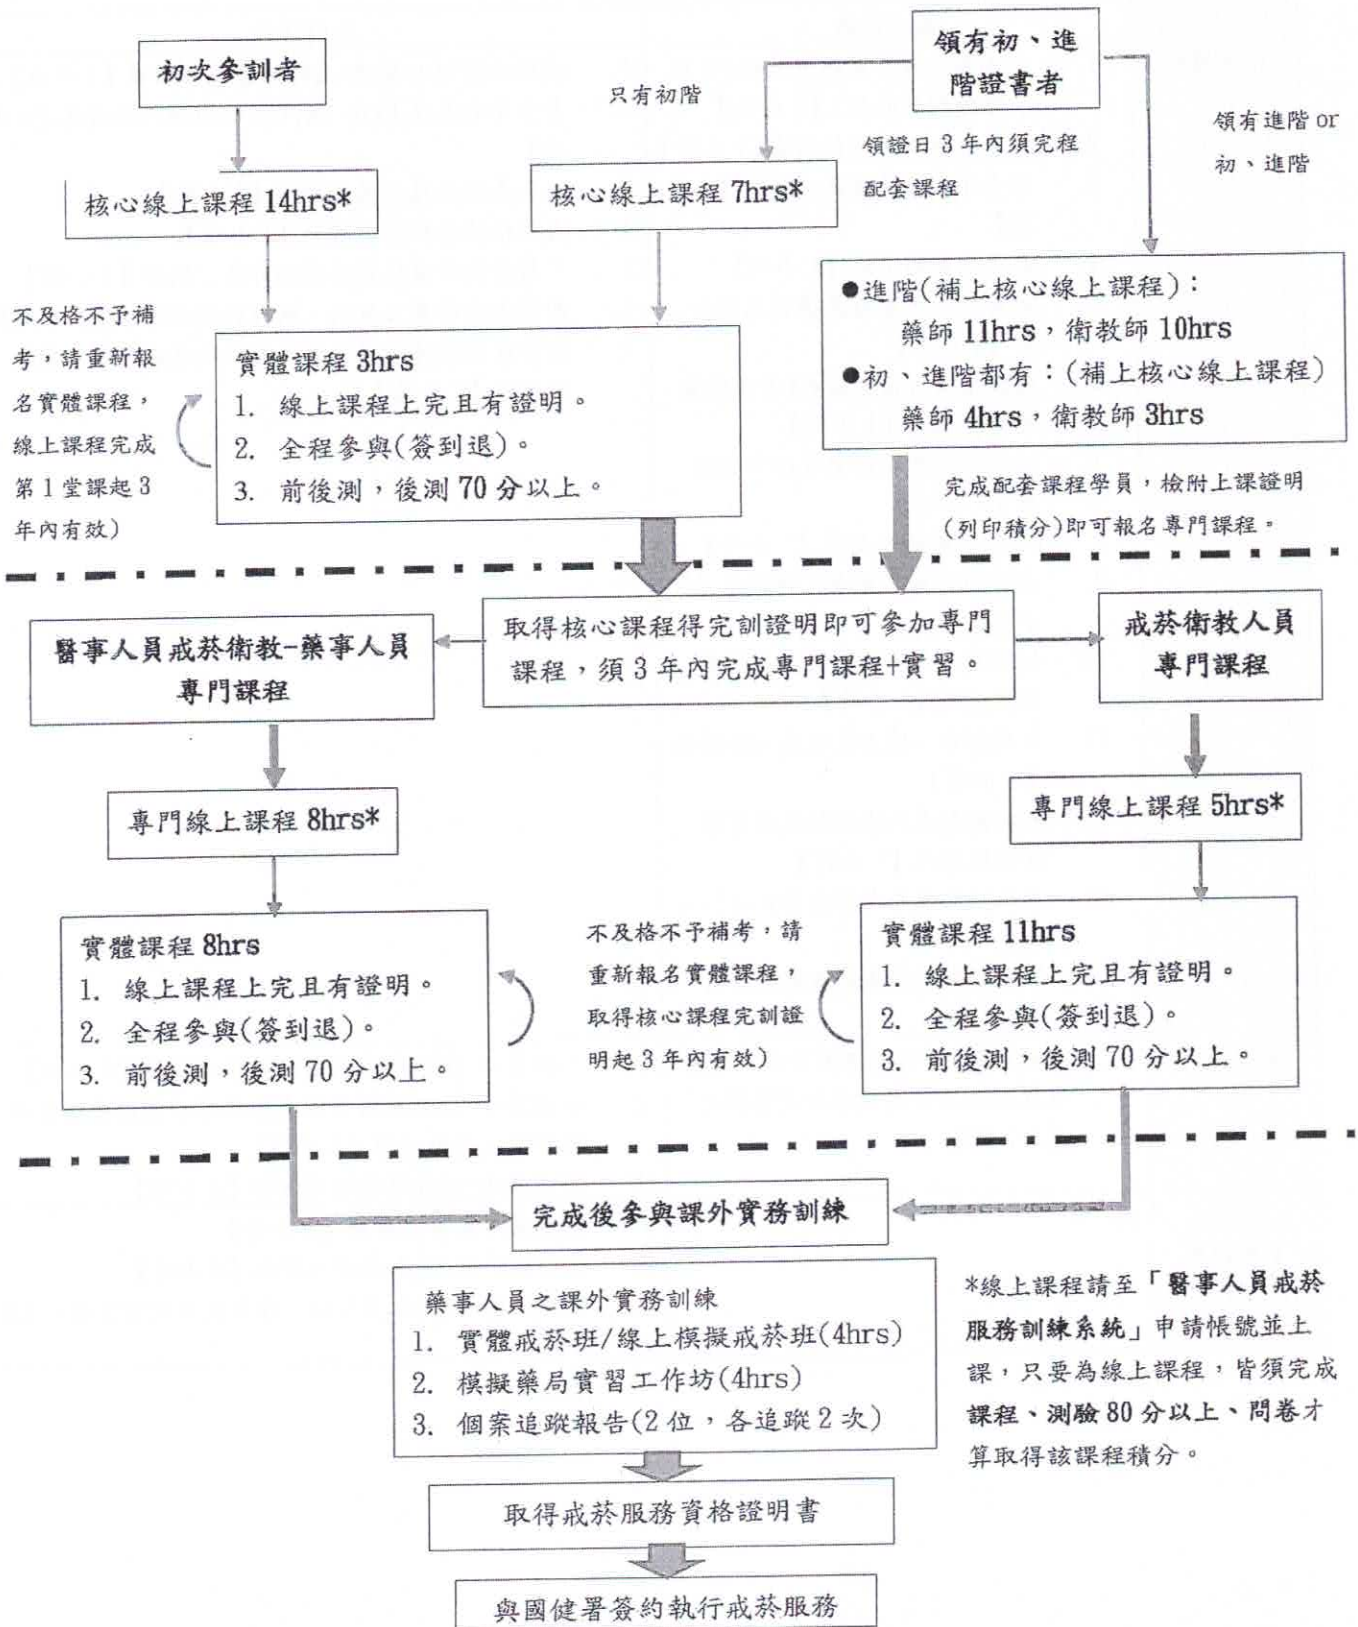 初次參訓者
領有初、進
階證書者
只有初階
領有進階 or
初、進階
領證日 3 年內須完程
配套課程
核心線上課程 14hrs*
核心線上課程 7hrs*
●進階(補上核心線上課程)：
藥師 11hrs，衛教師 10hrs
●初、進階都有：(補上核心線上課程)
藥師 4hrs，衛教師 3hrs
不及格不予補
考，請重新報
名實體課程，
線上課程完成
第 1 堂課起 3
年內有效)
實體課程 3hrs
1. 線上課程上完且有證明。
2. 全程參與(簽到退)。
3. 前後測，後測 70 分以上。
完成配套課程學員，檢附上課證明
(列印積分)即可報名專門課程。
醫事人員戒菸衛教-藥事人員
專門課程
取得核心課程得完訓證明即可參加專門
課程，須 3 年內完成專門課程+實習。
戒菸衛教人員
專門課程
專門線上課程 8hrs*
專門線上課程 5hrs*
實體課程 8hrs
1. 線上課程上完且有證明。
2. 全程參與(簽到退)。
3. 前後測，後測 70 分以上。
不及格不予補考，請
重新報名實體課程，
取得核心課程完訓證
明起 3 年內有效)
實體課程 11hrs
1. 線上課程上完且有證明。
2. 全程參與(簽到退)。
3. 前後測，後測 70 分以上。
完成後參與課外實務訓練
藥事人員之課外實務訓練
1. 實體戒菸班/線上模擬戒菸班(4hrs)
2. 模擬藥局實習工作坊(4hrs)
3. 個案追蹤報告(2 位，各追蹤 2 次)
*線上課程請至「醫事人員戒菸
服務訓練系統」申請帳號並上
課，只要為線上課程，皆須完成
課程、測驗 80 分以上、問卷才
算取得該課程積分。
取得戒菸服務資格證明書
與國健署簽約執行戒菸服務